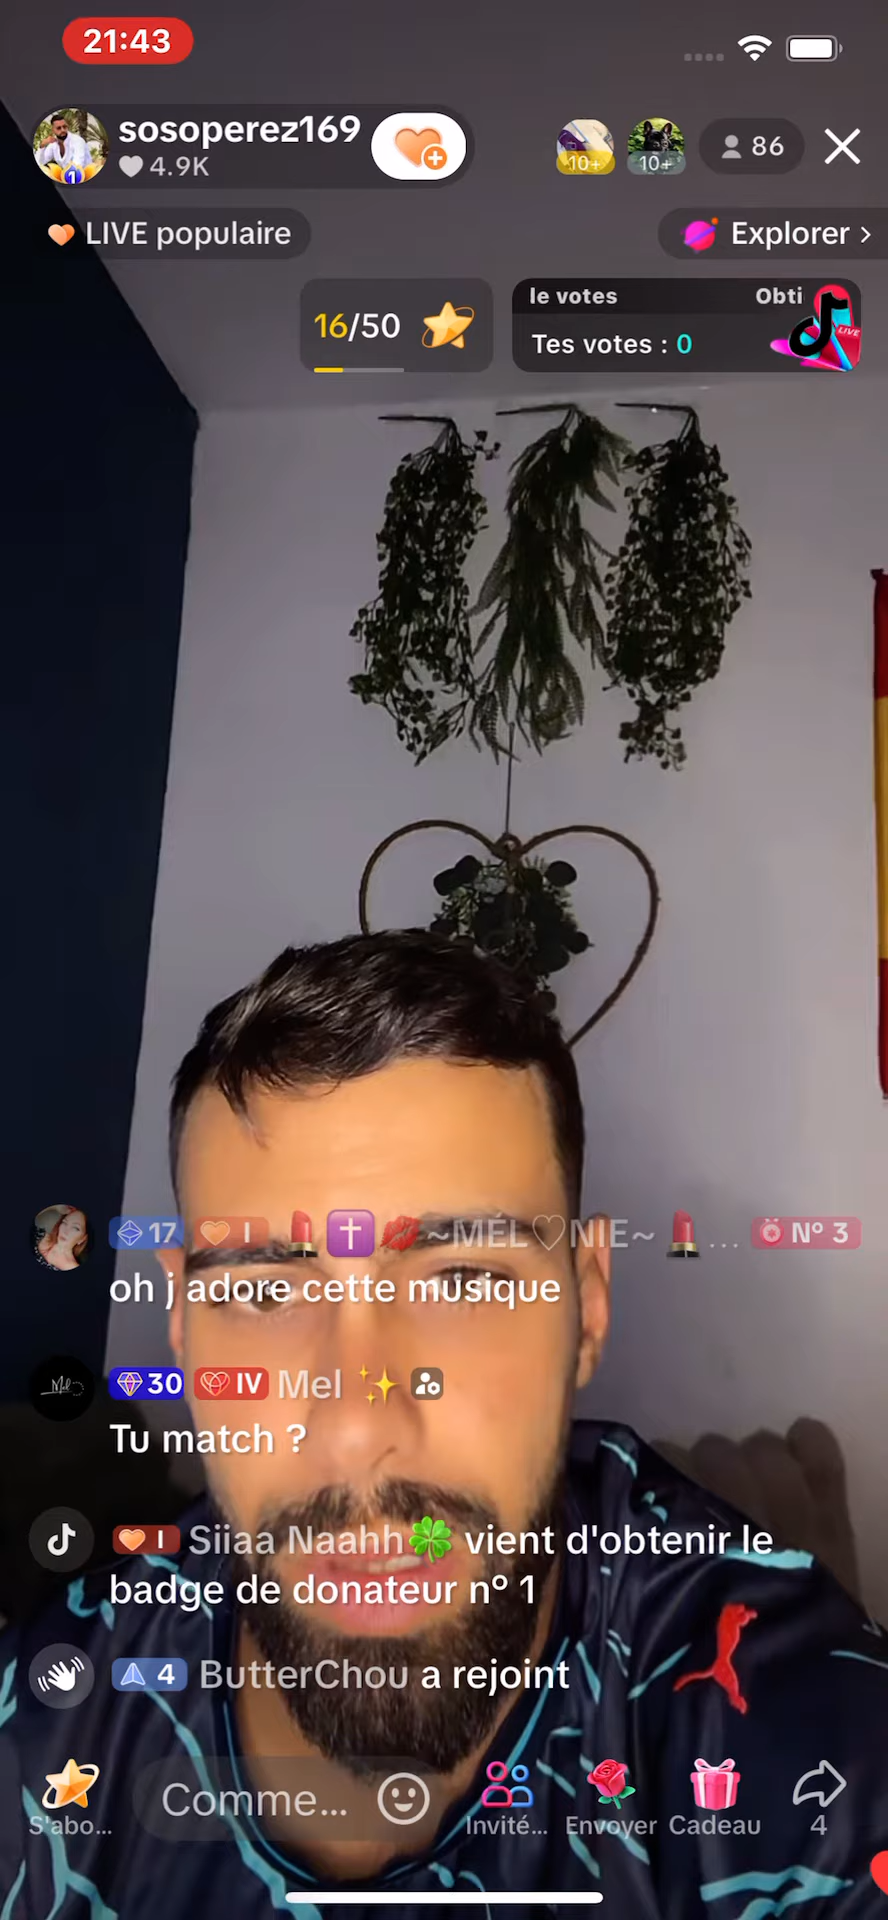 21:43
sosoperez169
4.9K
1
10+
10+
86
LIVE populaire
Explorer >
16/50
le votes
Obti
Tes votes : 0
LIVE
17 I ~MÉL♡NIE~ ... N° 3
oh j adore cette musique
Mel
30 IV Mel ✨
Tu match ?
I Siiaa Naahh🍀 vient d'obtenir le
badge de donateur n° 1
4 ButterChou a rejoint
Comme...
S'abo...
Invité...
Envoyer
Cadeau
4